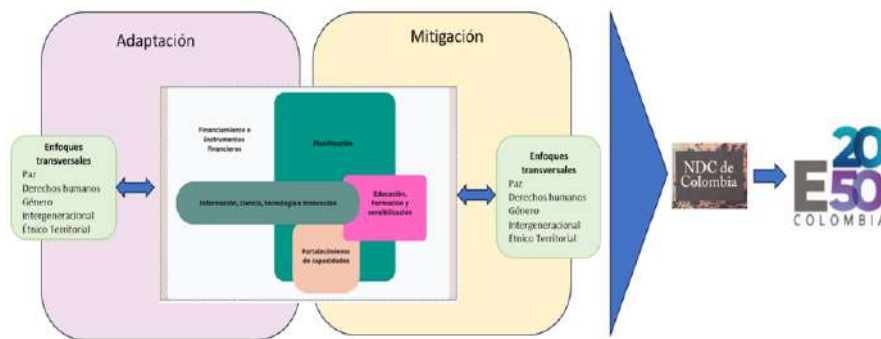 Adaptación
Mitigación
Enfoques
transversales
Paz
Derechos humanos
Género
Intergeneracional
Étnico Territorial
Financiamiento e
instrumentos
financieros
Planificación
Información, ciencia, tecnología e innovación
Educación,
Formación y
sensibilización
Fortalecimiento
de capacidades
Enfoques
transversales
Paz
Derechos humanos
Género
Intergeneracional
Étnico Territorial
NDC de
Colombia
E 20
50
COLOMBIA